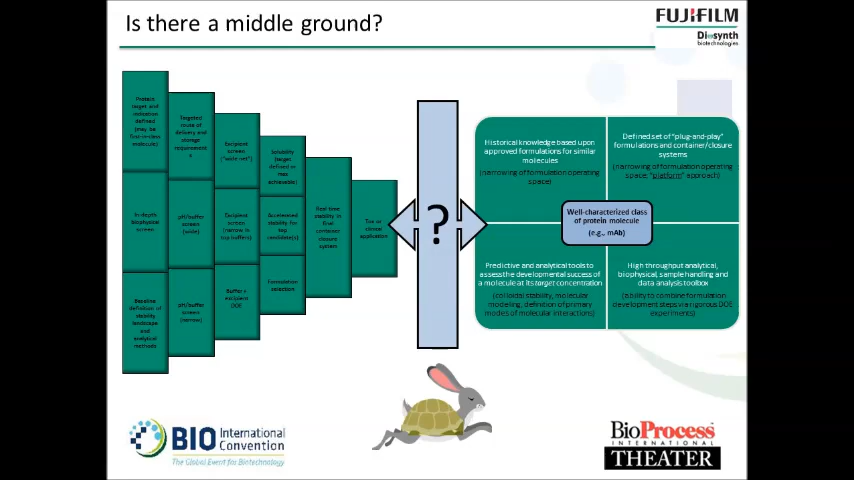 Is there a middle ground?
FUJIFILM
Diosynth
biotechnologies
Protein
target and
indication
defined
(may be
first-in-class
molecule)
In-depth
biophysical
screen
Baseline
definition of
stability
landscape
and
analytical
methods
Targeted
route of
delivery and
storage
requirement
s
pH/buffer
screen
(wide)
pH/buffer
screen
(narrow)
Excipient
screen
("wide net")
Excipient
screen
(narrow in
top buffers)
Buffer +
excipient
DOE
Solubility
(target
defined or
max
achievable)
Accelerated
stability for
top
candidate(s)
Formulation
selection
Real time
stability in
final
container
closure
system
Tox or
clinical
application
?
Historical knowledge based upon
approved formulations for similar
molecules
(narrowing of formulation operating
space)
Defined set of "plug-and-play"
formulations and container/closure
systems
(narrowing of formulation operating
space; "platform" approach)
Well-characterized class
of protein molecule
(e.g., mAb)
Predictive and analytical tools to
assess the developmental success of
a molecule at its target concentration
(colloidal stability, molecular
modeling, definition of primary
modes of molecular interactions)
High throughput analytical,
biophysical, sample handling and
data analysis toolbox
(ability to combine formulation
development steps via rigorous DOE
experiments)
BIO International
Convention
The Global Event for Biotechnology
BioProcess
INTERNATIONAL
THEATER